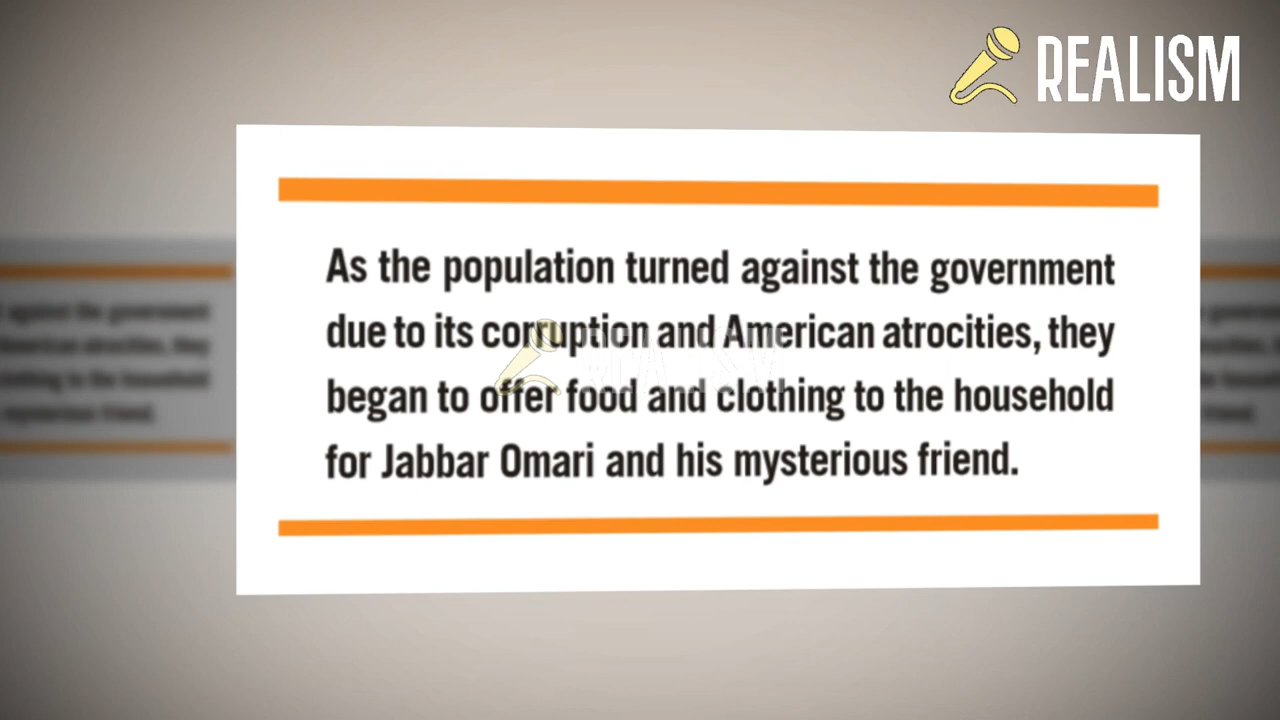 REALISM
As the population turned against the government
due to its corruption and American atrocities, they
began to offer food and clothing to the household
for Jabbar Omari and his mysterious friend.
REALISM